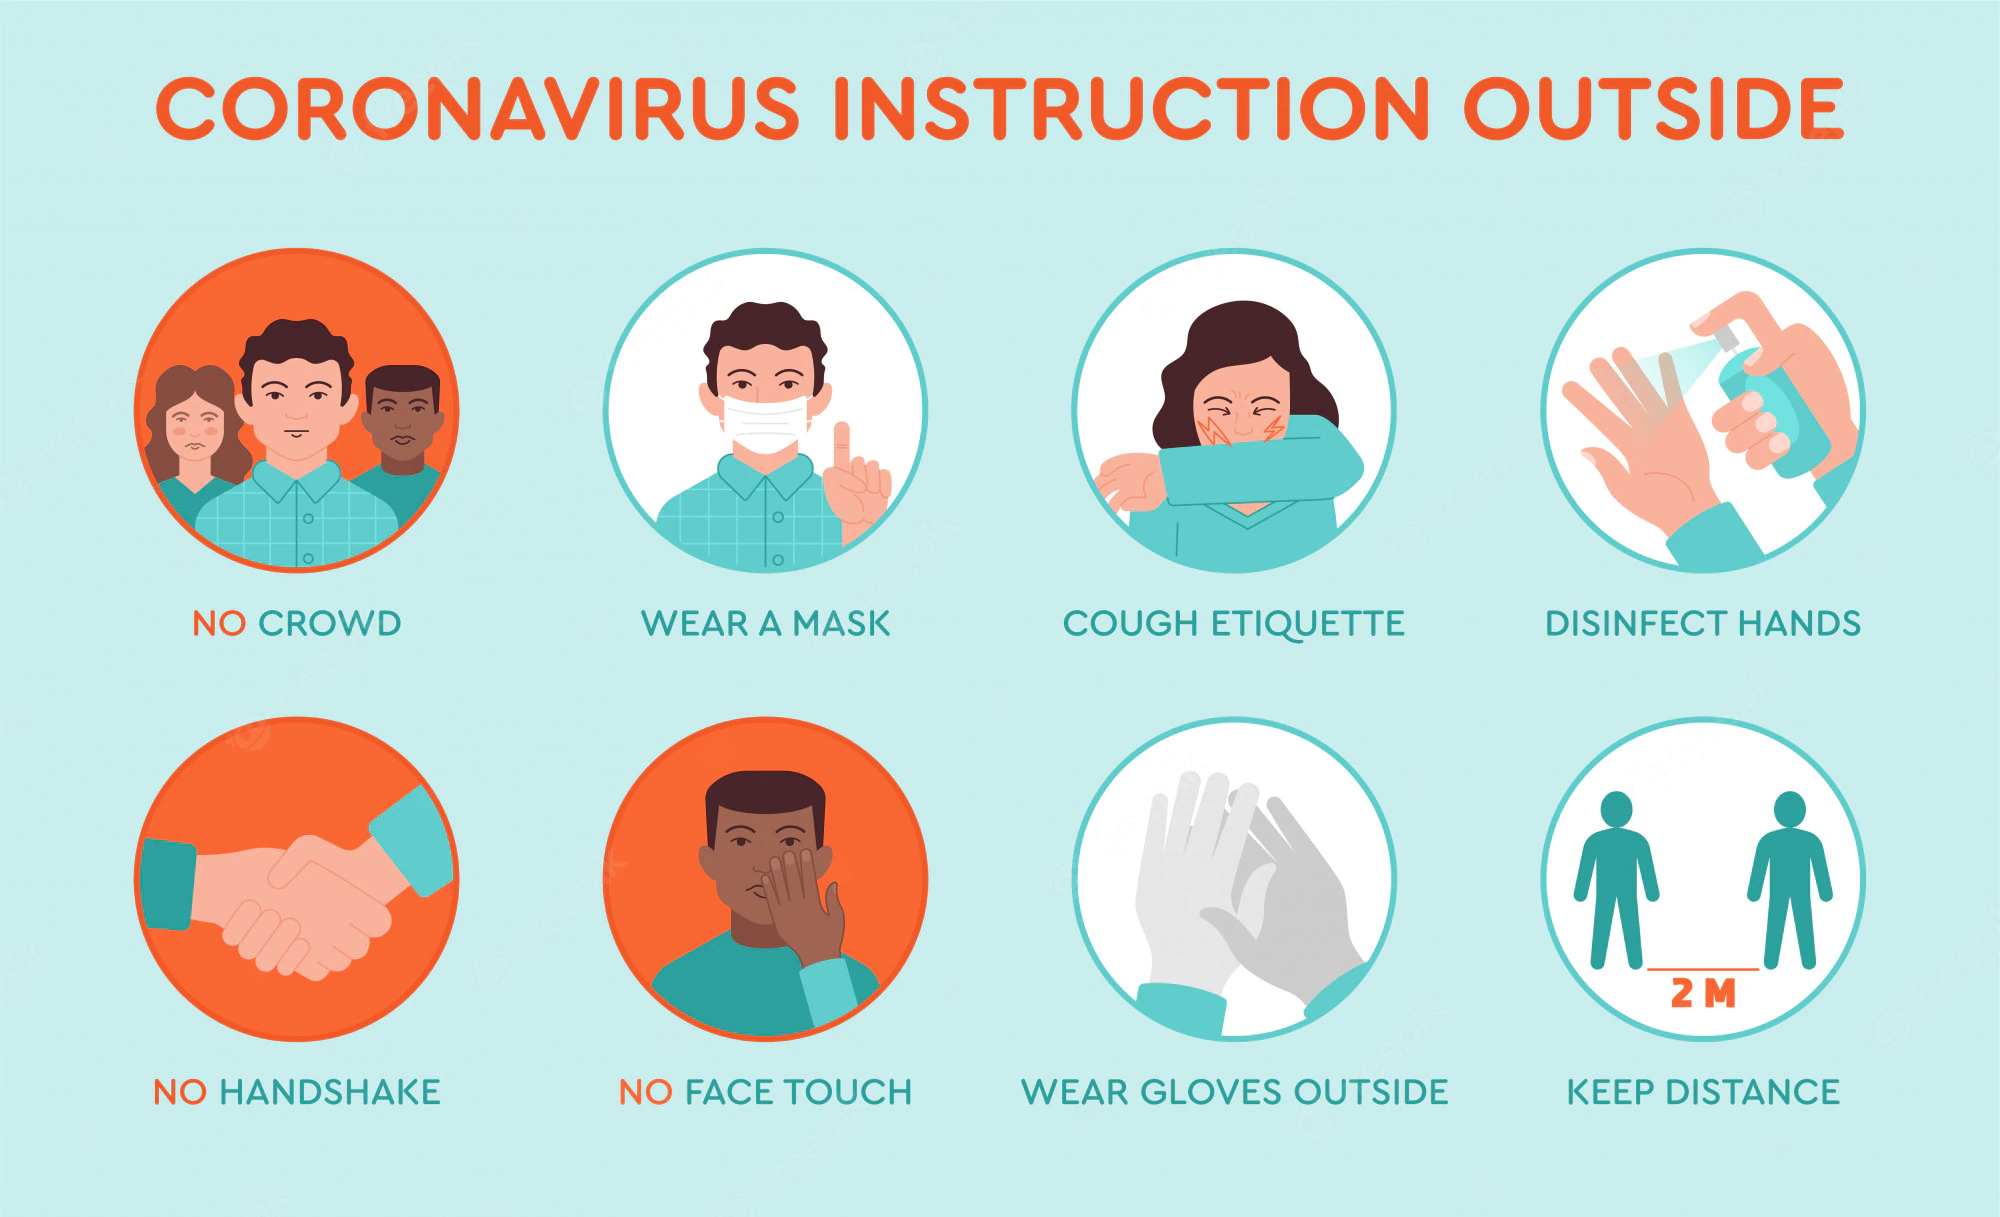 CORONAVIRUS INSTRUCTION OUTSIDE
NO CROWD
WEAR A MASK
COUGH ETIQUETTE
DISINFECT HANDS
2 M
NO HANDSHAKE
NO FACE TOUCH
WEAR GLOVES OUTSIDE
KEEP DISTANCE